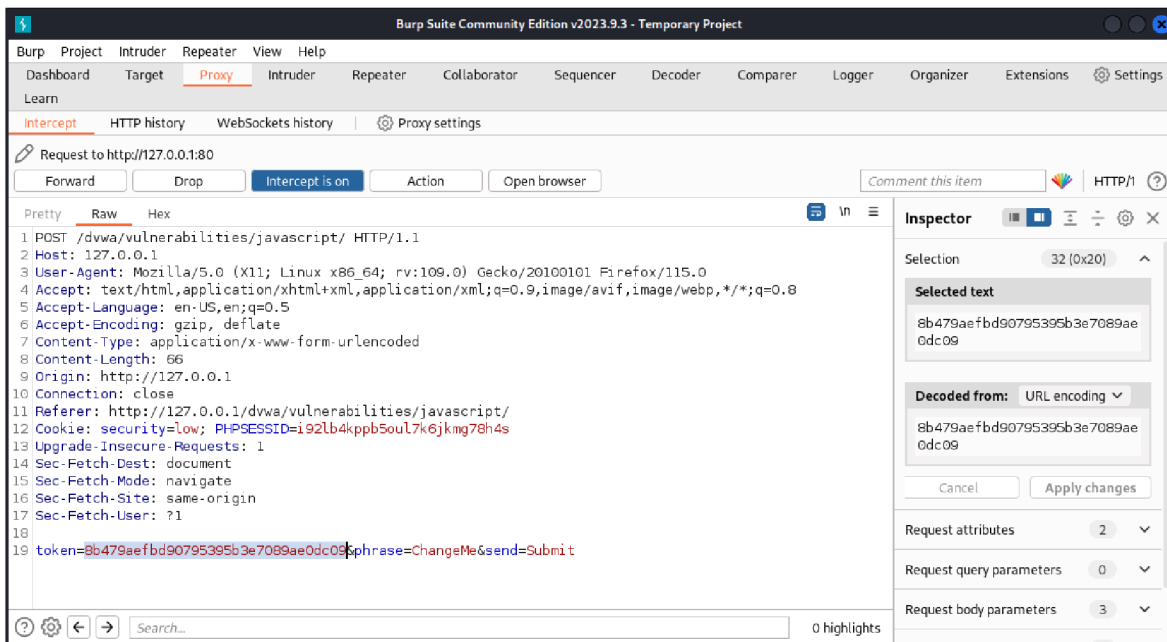 Burp Suite Community Edition v2023.9.3 - Temporary Project
Burp Project Intruder Repeater View Help
Dashboard Target Proxy Intruder Repeater Collaborator Sequencer Decoder Comparer Logger Organizer Extensions Settings
Learn
Intercept HTTP history WebSockets history Proxy settings
Request to http://127.0.0.1:80
Forward Drop Intercept is on Action Open browser Comment this item HTTP/1 ?
Pretty Raw Hex \n
1 POST /dvwa/vulnerabilities/javascript/ HTTP/1.1
2 Host: 127.0.0.1
3 User-Agent: Mozilla/5.0 (X11; Linux x86_64; rv:109.0) Gecko/20100101 Firefox/115.0
4 Accept: text/html,application/xhtml+xml,application/xml;q=0.9,image/avif,image/webp,*/*;q=0.8
5 Accept-Language: en-US,en;q=0.5
6 Accept-Encoding: gzip, deflate
7 Content-Type: application/x-www-form-urlencoded
8 Content-Length: 66
9 Origin: http://127.0.0.1
10 Connection: close
11 Referer: http://127.0.0.1/dvwa/vulnerabilities/javascript/
12 Cookie: security=low; PHPSESSID=i92lb4kppb5oul7k6jkmg78h4s
13 Upgrade-Insecure-Requests: 1
14 Sec-Fetch-Dest: document
15 Sec-Fetch-Mode: navigate
16 Sec-Fetch-Site: same-origin
17 Sec-Fetch-User: ?1
18
19 token=8b479aefbd90795395b3e7089ae0dc09&phrase=ChangeMe&send=Submit
Search... 0 highlights
Inspector
Selection 32 (0x20)
Selected text
8b479aefbd90795395b3e7089ae
0dc09
Decoded from: URL encoding
8b479aefbd90795395b3e7089ae
0dc09
Cancel Apply changes
Request attributes 2
Request query parameters 0
Request body parameters 3